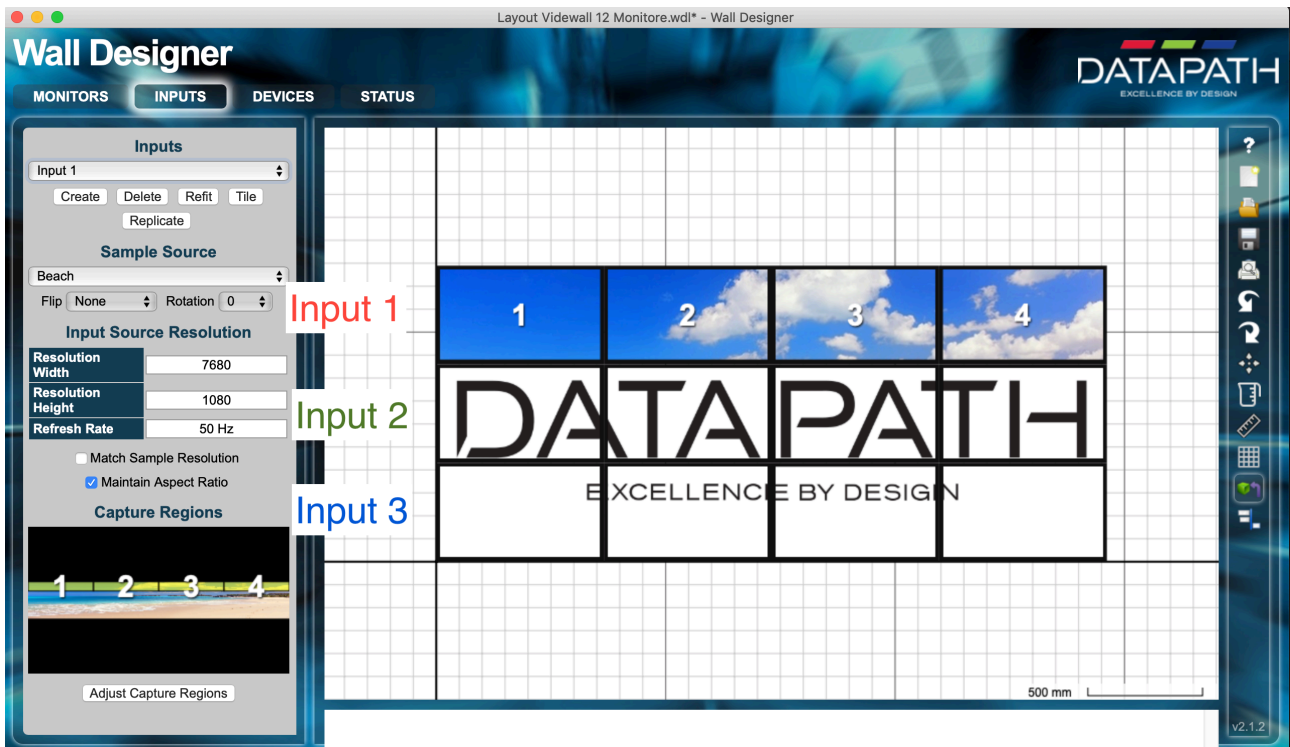 Layout Videwall 12 Monitore.wdl* - Wall Designer
Wall Designer
DATAPATH
EXCELLENCE BY DESIGN
MONITORS INPUTS DEVICES STATUS
Inputs
Input 1
Create Delete Refit Tile
Replicate
Sample Source
Beach
Flip None Rotation 0
Input Source Resolution
Resolution Width 7680
Resolution Height 1080
Refresh Rate 50 Hz
Match Sample Resolution
Maintain Aspect Ratio
Capture Regions
1 2 3 4
Adjust Capture Regions
Input 1
Input 2
Input 3
1 2 3 4
DATAPATH
EXCELLENCE BY DESIGN
500 mm
?
v2.1.2